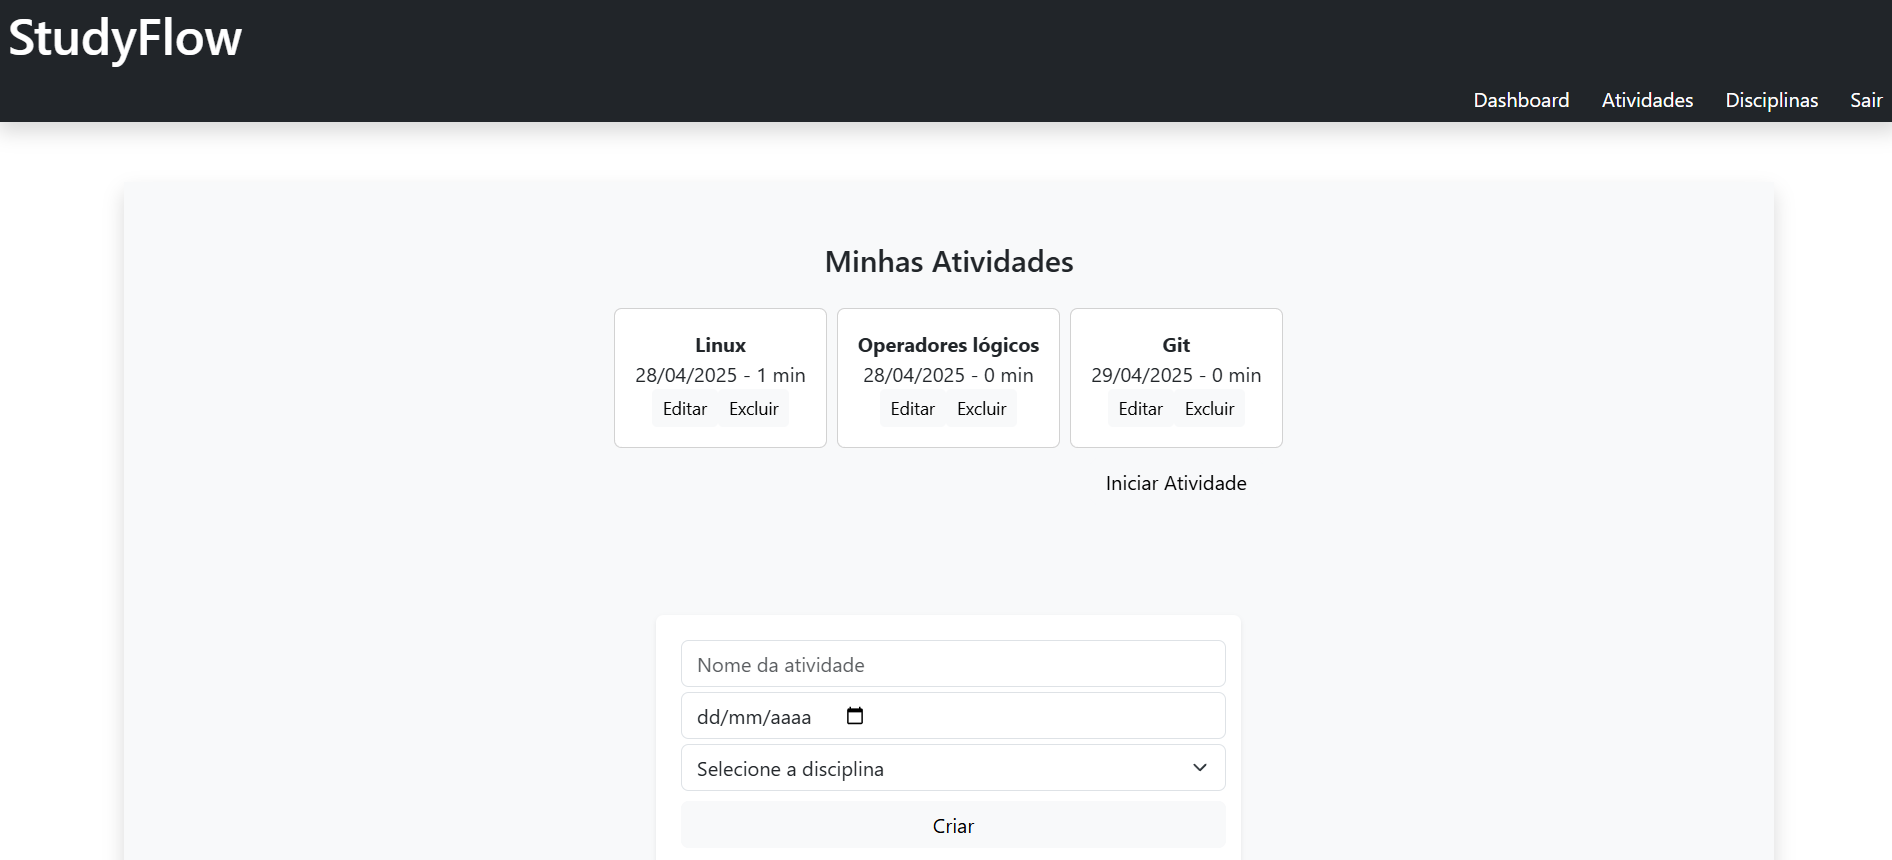 StudyFlow
Dashboard Atividades Disciplinas Sair
Minhas Atividades
Linux
28/04/2025 - 1 min
Editar Excluir
Operadores lógicos
28/04/2025 - 0 min
Editar Excluir
Git
29/04/2025 - 0 min
Editar Excluir
Iniciar Atividade
Nome da atividade
dd/mm/aaaa
Selecione a disciplina
Criar